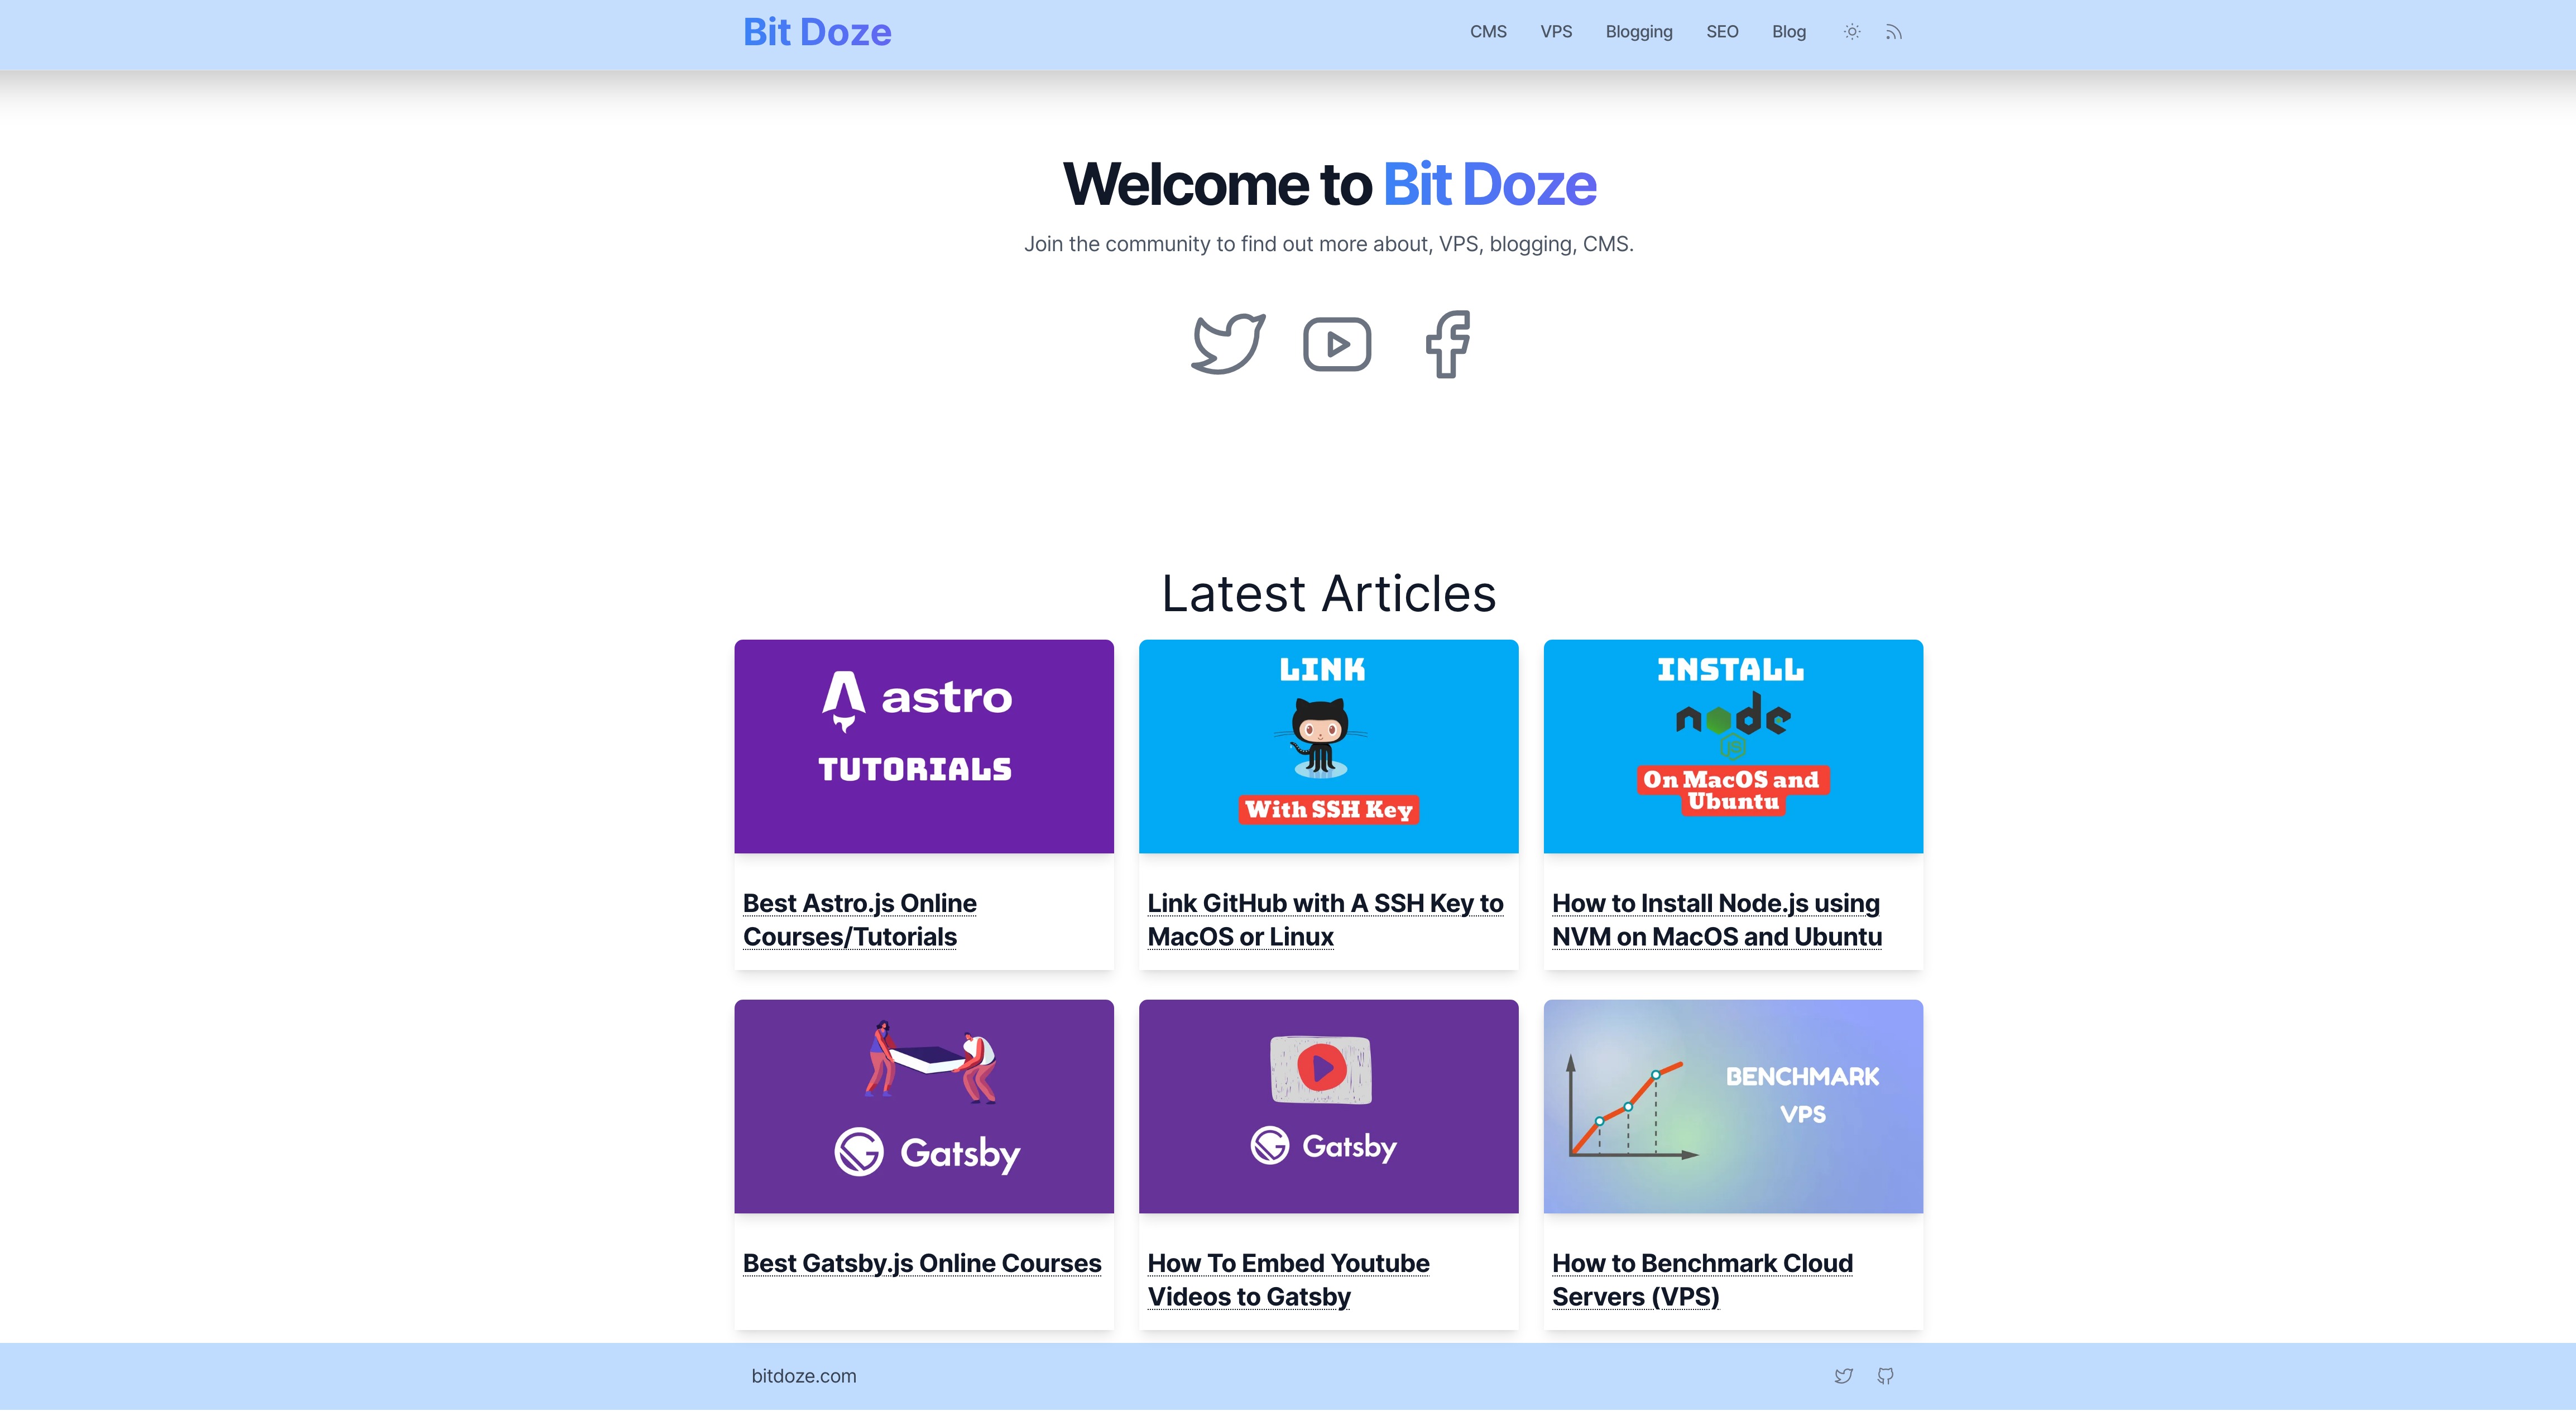 Bit Doze
CMS VPS Blogging SEO Blog
Welcome to Bit Doze
Join the community to find out more about, VPS, blogging, CMS.
Latest Articles
astro
TUTORIALS
Best Astro.js Online
Courses/Tutorials
LINK
With SSH Key
Link GitHub with A SSH Key to
MacOS or Linux
INSTALL
node
JS
On MacOS and
Ubuntu
How to Install Node.js using
NVM on MacOS and Ubuntu
Gatsby
Best Gatsby.js Online Courses
Gatsby
How To Embed Youtube
Videos to Gatsby
BENCHMARK
VPS
How to Benchmark Cloud
Servers (VPS)
bitdoze.com